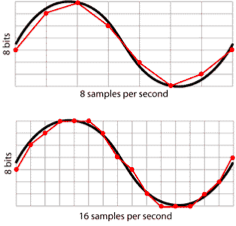 8 bits
8 samples per second
8 bits
16 samples per second